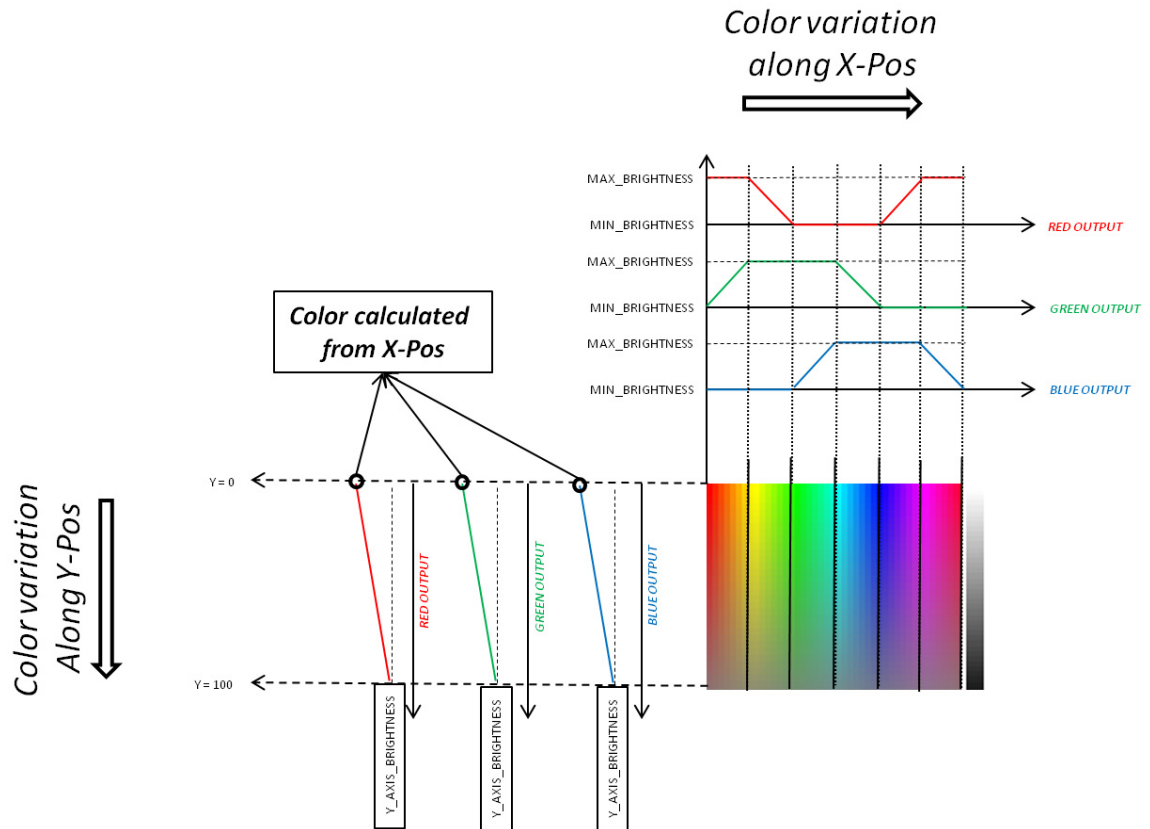 Color variation
along X-Pos
MAX_BRIGHTNESS
MIN_BRIGHTNESS
RED OUTPUT
MAX_BRIGHTNESS
MIN_BRIGHTNESS
GREEN OUTPUT
MAX_BRIGHTNESS
MIN_BRIGHTNESS
BLUE OUTPUT
Color calculated
from X-Pos
Y = 0
Color variation
Along Y-Pos
RED OUTPUT
GREEN OUTPUT
BLUE OUTPUT
Y = 100
Y_AXIS_BRIGHTNESS
Y_AXIS_BRIGHTNESS
Y_AXIS_BRIGHTNESS